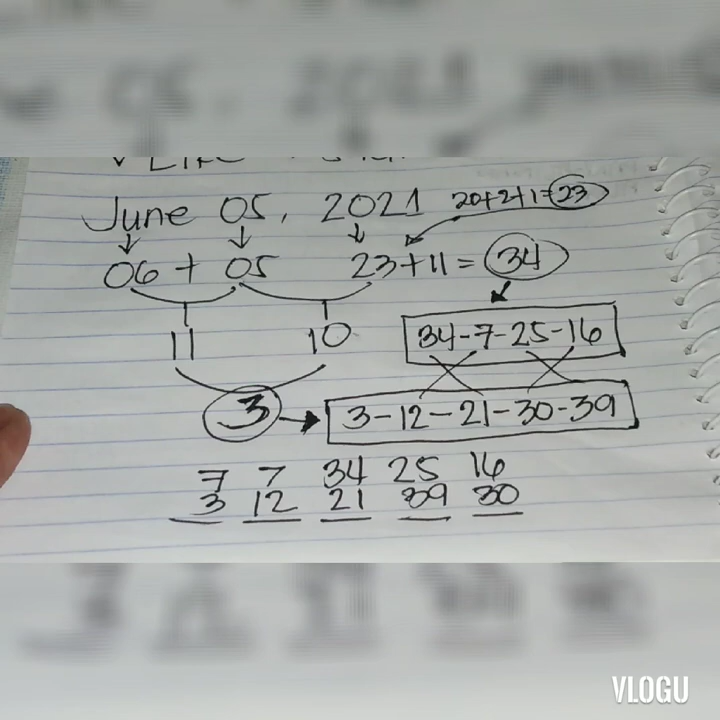 June 05, 2021 20+2+1=23
06 + 05 23+11 = 34
11 10 34-7-25-16
3 3-12-21-30-39
7 7 34 25 16
3 12 21 39 30
VLOGU